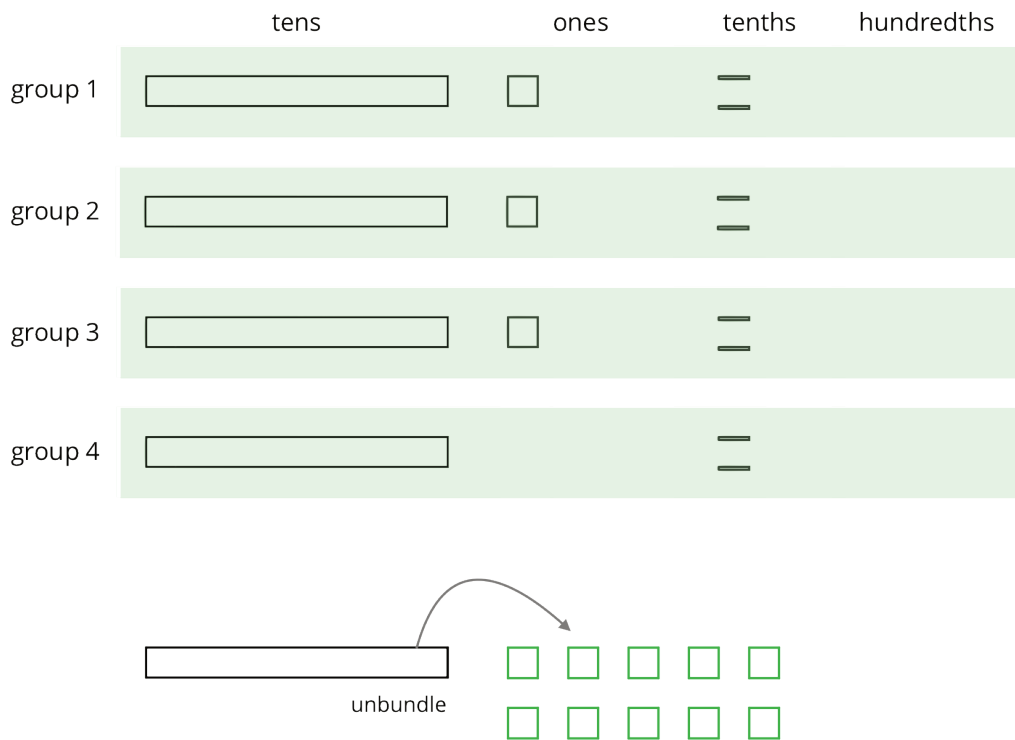 tens ones tenths hundredths
group 1
group 2
group 3
group 4
unbundle